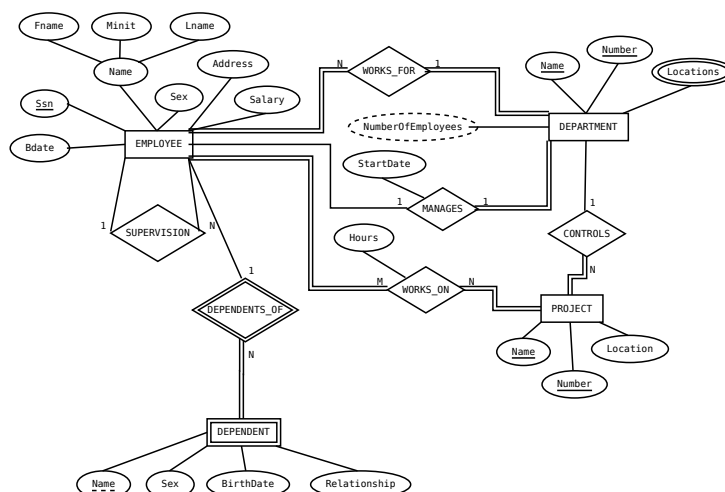 Fname
Minit
Lname
Name
Address
Sex
Salary
Ssn
Bdate
EMPLOYEE
N
WORKS_FOR
1
Name
Number
Locations
NumberOfEmployees
DEPARTMENT
StartDate
1
MANAGES
1
1
SUPERVISION
N
1
CONTROLS
N
Hours
M
WORKS_ON
N
1
DEPENDENTS_OF
N
PROJECT
Name
Number
Location
DEPENDENT
Name
Sex
BirthDate
Relationship